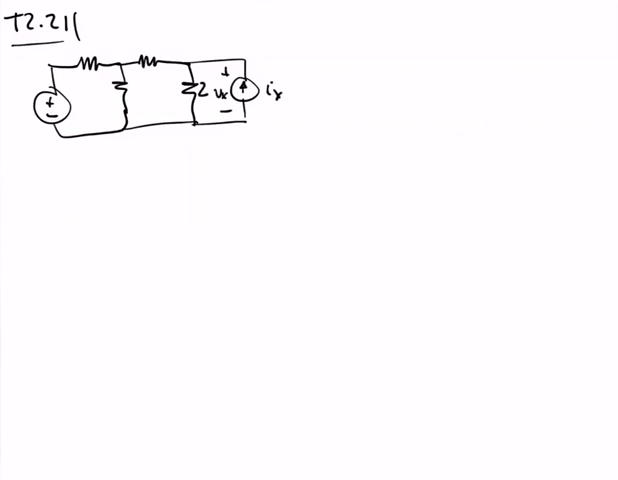 T2.21(
+
-
2
+
vx
-
ix